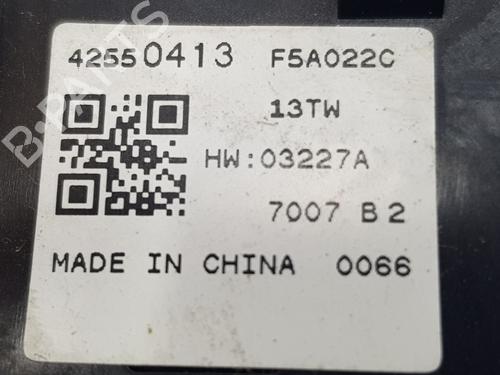 42550413 F5A022C
13TW
HW:03227A
7007 B2
MADE IN CHINA 0066
B-PARTS